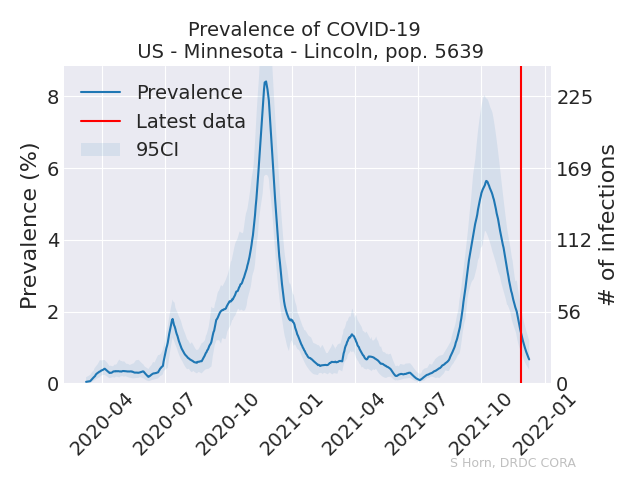 Prevalence of COVID-19
US - Minnesota - Lincoln, pop. 5639
Prevalence
Latest data
95CI
Prevalence (%)
8
6
4
2
0
# of infections
225
169
112
56
0
2020-04
2020-07
2020-10
2021-01
2021-04
2021-07
2021-10
2022-01
S Horn, DRDC CORA